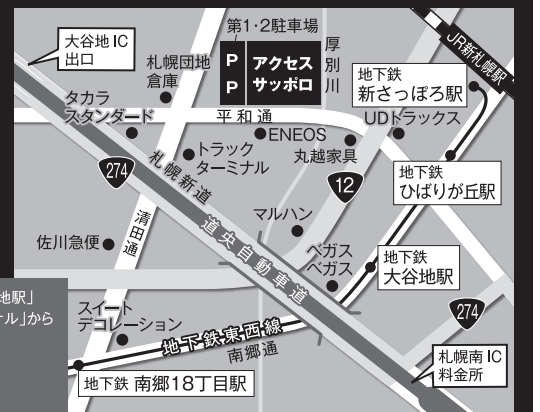 第1・2駐車場
大谷地IC
出口
札幌団地
倉庫
P
P
アクセス
サッポロ
厚別川
JR新札幌駅
地下鉄
新さっぽろ駅
タカラ
スタンダード
平和通
ENEOS
UDトラックス
トラック
ターミナル
丸越家具
274
札幌新道
12
地下鉄
ひばりが丘駅
清田通
マルハン
道央自動車道
佐川急便
ベガス
ベガス
地下鉄
大谷地駅
地駅」
ナル」から
スイート
デコレーション
274
地下鉄東西線
南郷通
札幌南IC
料金所
地下鉄 南郷18丁目駅